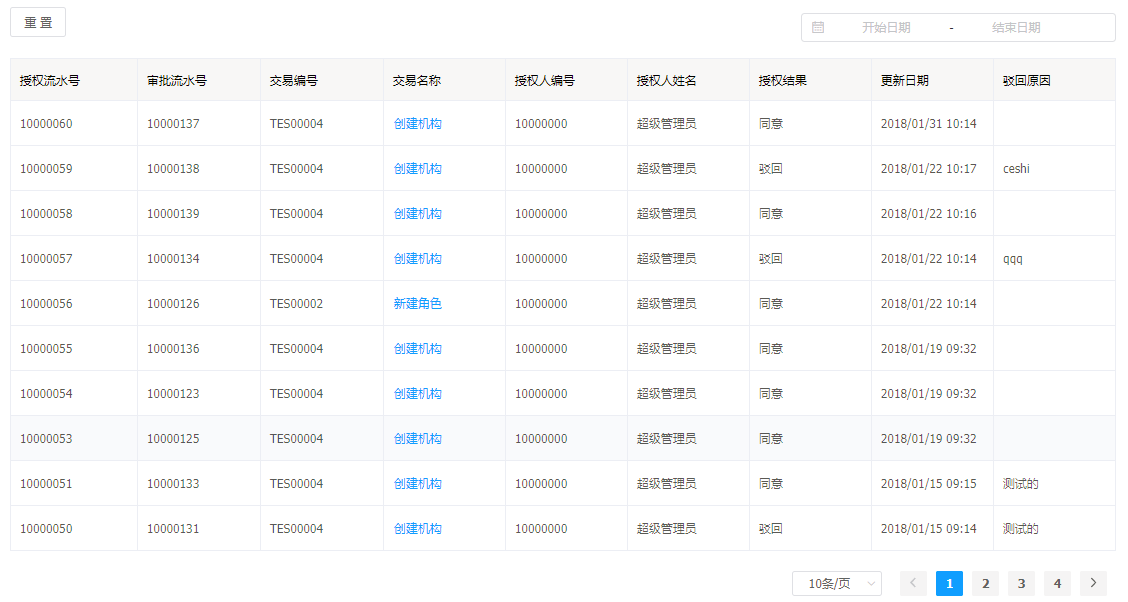 重 置
开始日期 - 结束日期
授权流水号 审批流水号 交易编号 交易名称 授权人编号 授权人姓名 授权结果 更新日期 驳回原因
10000060 10000137 TES00004 创建机构 10000000 超级管理员 同意 2018/01/31 10:14
10000059 10000138 TES00004 创建机构 10000000 超级管理员 驳回 2018/01/22 10:17 ceshi
10000058 10000139 TES00004 创建机构 10000000 超级管理员 同意 2018/01/22 10:16
10000057 10000134 TES00004 创建机构 10000000 超级管理员 驳回 2018/01/22 10:14 qqq
10000056 10000126 TES00002 新建角色 10000000 超级管理员 同意 2018/01/22 10:14
10000055 10000136 TES00004 创建机构 10000000 超级管理员 同意 2018/01/19 09:32
10000054 10000123 TES00004 创建机构 10000000 超级管理员 同意 2018/01/19 09:32
10000053 10000125 TES00004 创建机构 10000000 超级管理员 同意 2018/01/19 09:32
10000051 10000133 TES00004 创建机构 10000000 超级管理员 同意 2018/01/15 09:15 测试的
10000050 10000131 TES00004 创建机构 10000000 超级管理员 驳回 2018/01/15 09:14 测试的
10条/页 1 2 3 4